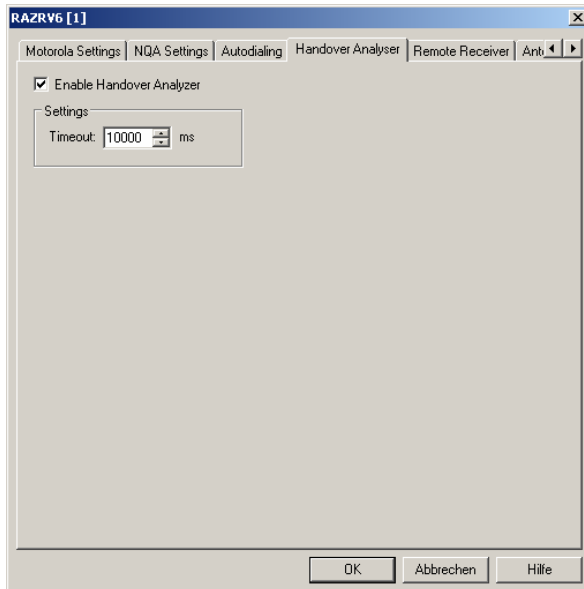 RAZRV6 [1]
Motorola Settings NQA Settings Autodialing Handover Analyser Remote Receiver
Enable Handover Analyzer
Settings
Timeout: 10000 ms
OK Abbrechen Hilfe